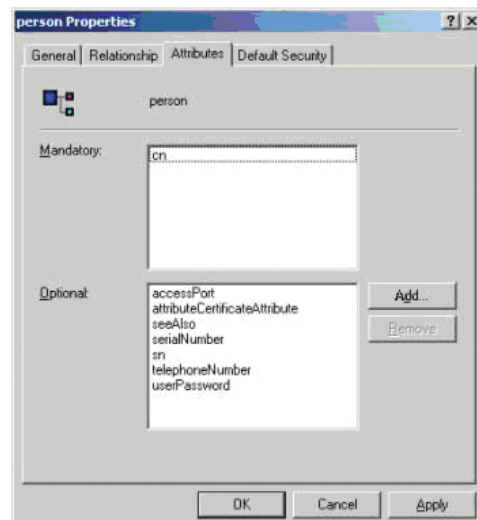 person Properties
General Relationship Attributes Default Security
person
Mandatory:
cn
Optional:
accessPort
attributeCertificateAttribute
seeAlso
serialNumber
sn
telephoneNumber
userPassword
Add...
Remove
OK Cancel Apply